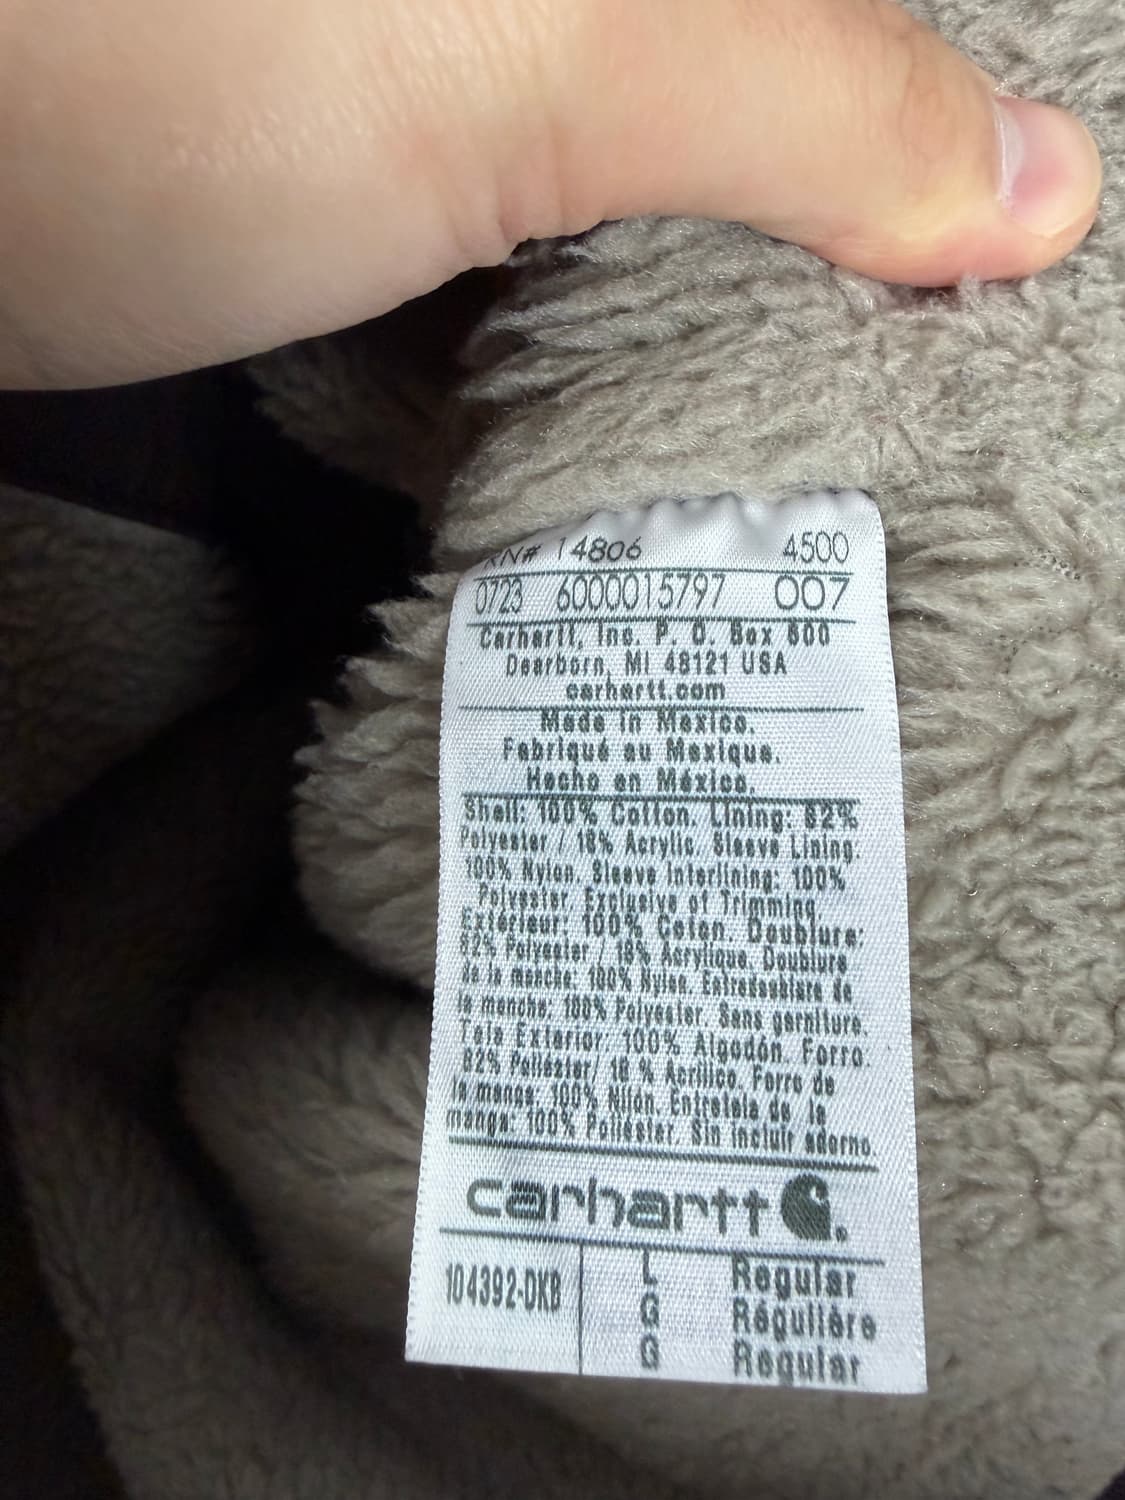 RN# 14806 4500
0723 6000015797 007
Carhartt, Inc. P. O. Box 600
Dearborn, MI 48121 USA
carhartt.com
Made in Mexico.
Fabriqué au Mexique.
Hecho en México.
Shell: 100% Cotton. Lining: 82%
Polyester / 18% Acrylic. Sleeve Lining:
100% Nylon. Sleeve Interlining: 100%
Polyester. Exclusive of Trimming
Extérieur: 100% Coton. Doublure:
82% Polyester / 18% Acrylique. Doublure
de la manche: 100% Nylon. Entredoublure de
la manche: 100% Polyester. Sans garniture.
Tela Exterior: 100% Algodón. Forro:
82% Poliéster/ 18 % Acrílico. Forro de
la manga: 100% Nilón. Entretela de la
manga: 100% Poliéster. Sin incluir adorno
carhartt
104392-DKB L Regular
G Régulière
G Regular